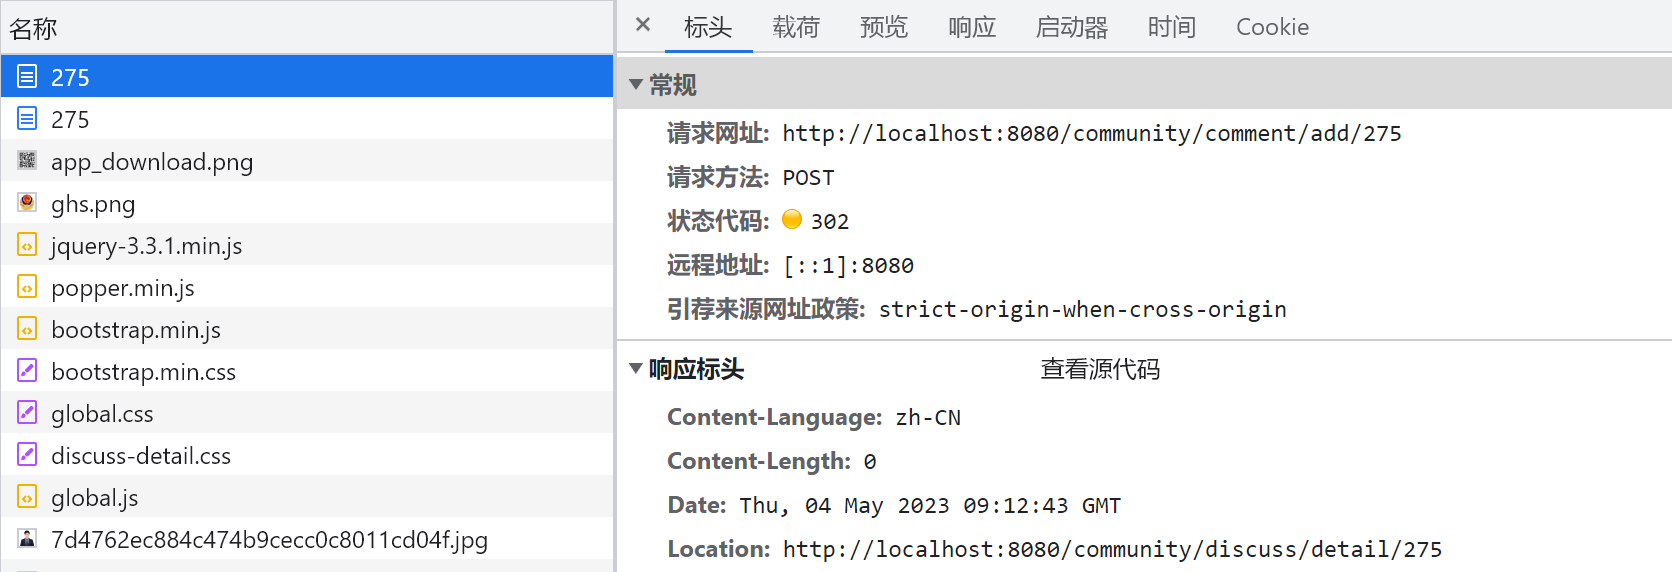 名称
275
275
app_download.png
ghs.png
jquery-3.3.1.min.js
popper.min.js
bootstrap.min.js
bootstrap.min.css
global.css
discuss-detail.css
global.js
7d4762ec884c474b9cecc0c8011cd04f.jpg
× 标头 载荷 预览 响应 启动器 时间 Cookie
常规
请求网址: http://localhost:8080/community/comment/add/275
请求方法: POST
状态代码: 302
远程地址: [::1]:8080
引荐来源网址政策: strict-origin-when-cross-origin
响应标头 查看源代码
Content-Language: zh-CN
Content-Length: 0
Date: Thu, 04 May 2023 09:12:43 GMT
Location: http://localhost:8080/community/discuss/detail/275